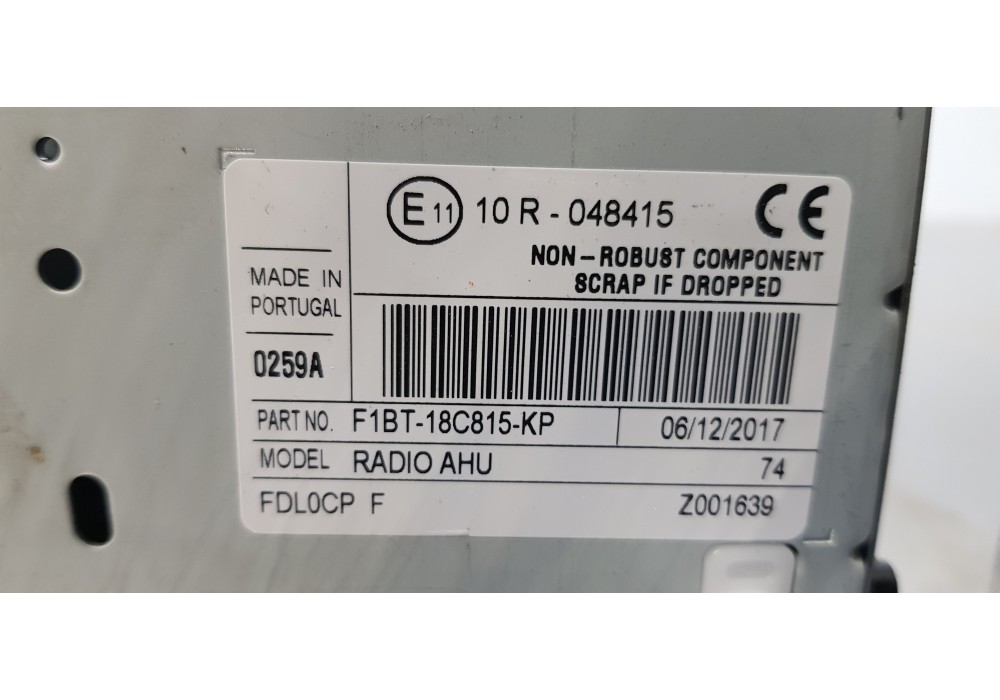 E 11 10 R - 048415 CE
NON-ROBUST COMPONENT
SCRAP IF DROPPED
MADE IN
PORTUGAL
0259A
PART NO. F1BT-18C815-KP 06/12/2017
MODEL RADIO AHU 74
FDL0CP F Z001639